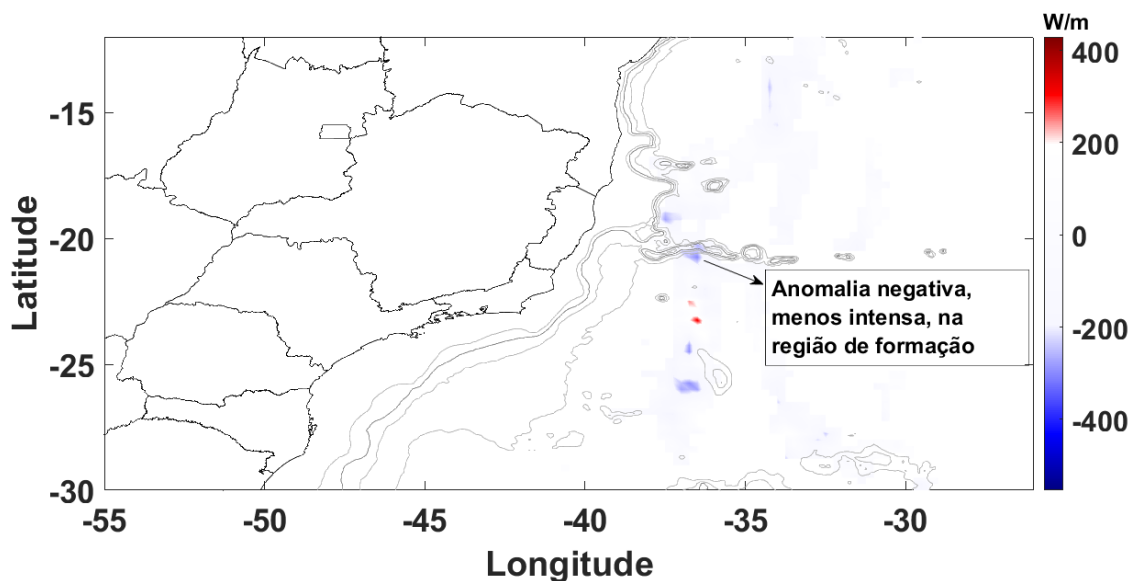 W/m
400
200
0
-200
-400
-15
-20
-25
-30
Latitude
Anomalia negativa,
menos intensa, na
região de formação
-55
-50
-45
-40
-35
-30
Longitude